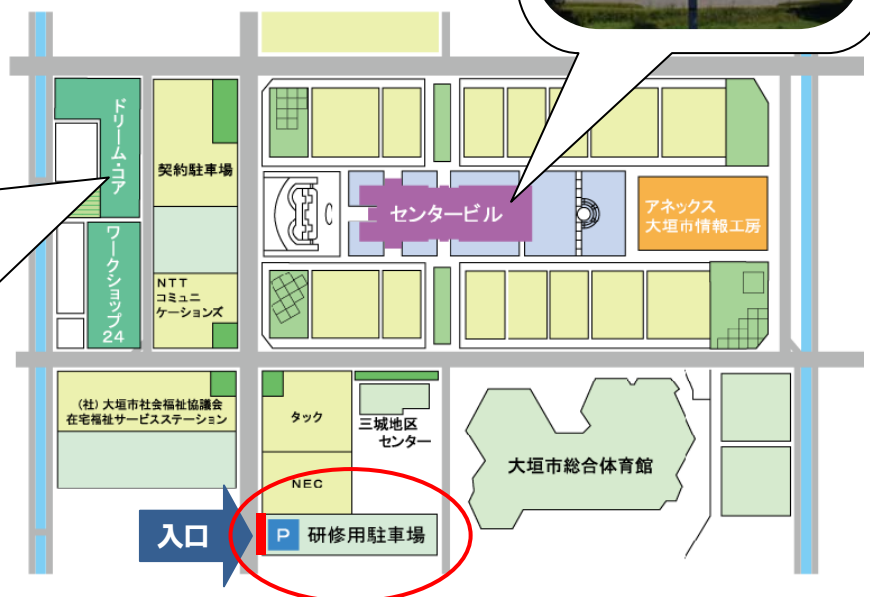 ドリーム・コア
契約駐車場
センタービル
アネックス
大垣市情報工房
ワークショップ24
NTT
コミュニ
ケーションズ
(社)大垣市社会福祉協議会
在宅福祉サービスステーション
タック
三城地区
センター
NEC
大垣市総合体育館
入口
P 研修用駐車場